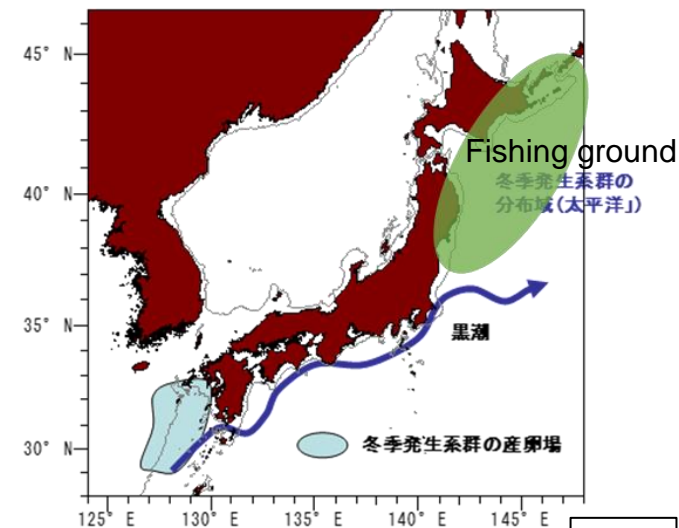 45° N
Fishing ground
冬季発生系群の
分布域(太平洋」)
40° N
35° N
黒潮
冬季発生系群の産卵場
30° N
125° E 130° E 135° E 140° E 145° E